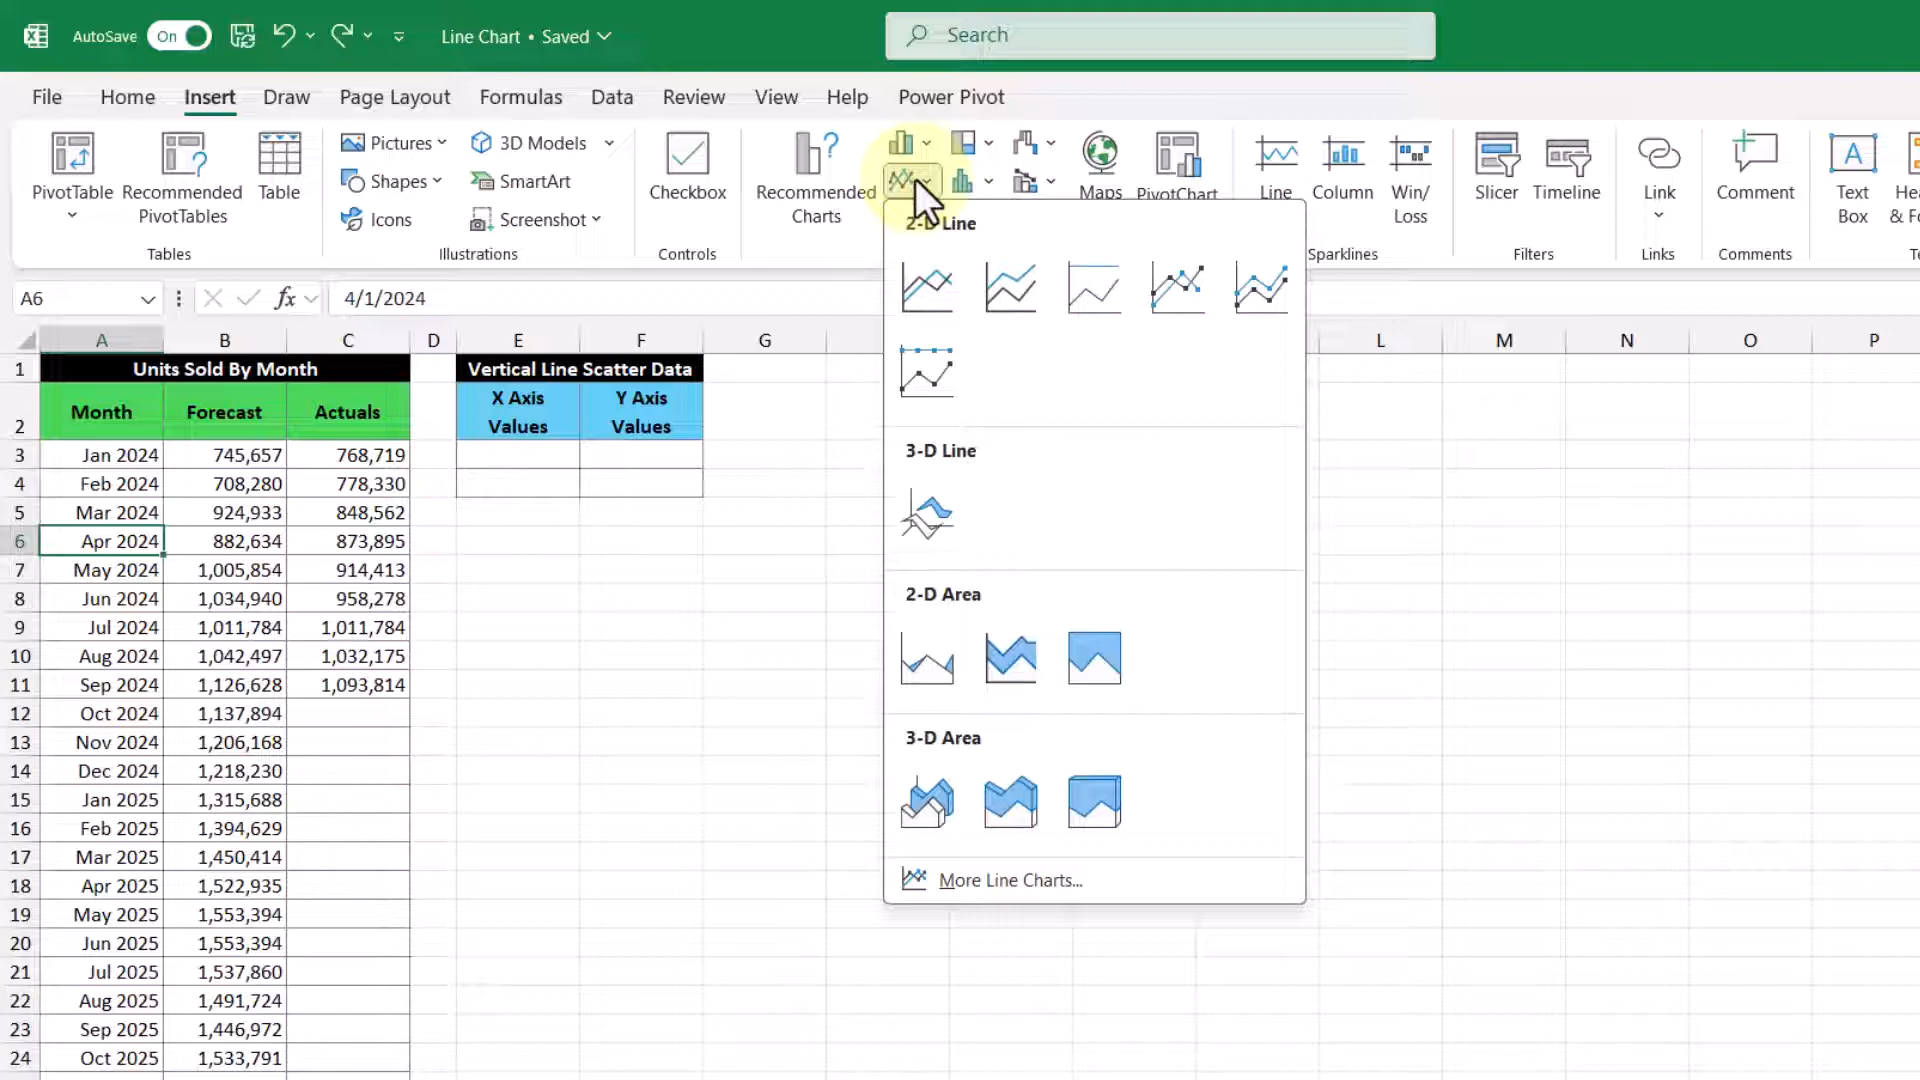 AutoSave On Line Chart • Saved Search
File Home Insert Draw Page Layout Formulas Data Review View Help Power Pivot
PivotTable
Recommended
PivotTables
Table
Tables
Pictures
Shapes
Icons
3D Models
SmartArt
Screenshot
Illustrations
Checkbox
Controls
Recommended
Charts
Maps
PivotChart
Line
Column
Win/
Loss
Sparklines
Slicer
Timeline
Filters
Link
Links
Comment
Comments
Text
Box
A
A6 fx 4/1/2024
2-D Line
3-D Line
2-D Area
3-D Area
More Line Charts...
A B C D E F G L M N O P
1 Units Sold By Month Vertical Line Scatter Data
2 Month Forecast Actuals
X Axis
Values
Y Axis
Values
3 Jan 2024 745,657 768,719
4 Feb 2024 708,280 778,330
5 Mar 2024 924,933 848,562
6 Apr 2024 882,634 873,895
7 May 2024 1,005,854 914,413
8 Jun 2024 1,034,940 958,278
9 Jul 2024 1,011,784 1,011,784
10 Aug 2024 1,042,497 1,032,175
11 Sep 2024 1,126,628 1,093,814
12 Oct 2024 1,137,894
13 Nov 2024 1,206,168
14 Dec 2024 1,218,230
15 Jan 2025 1,315,688
16 Feb 2025 1,394,629
17 Mar 2025 1,450,414
18 Apr 2025 1,522,935
19 May 2025 1,553,394
20 Jun 2025 1,553,394
21 Jul 2025 1,537,860
22 Aug 2025 1,491,724
23 Sep 2025 1,446,972
24 Oct 2025 1,533,791